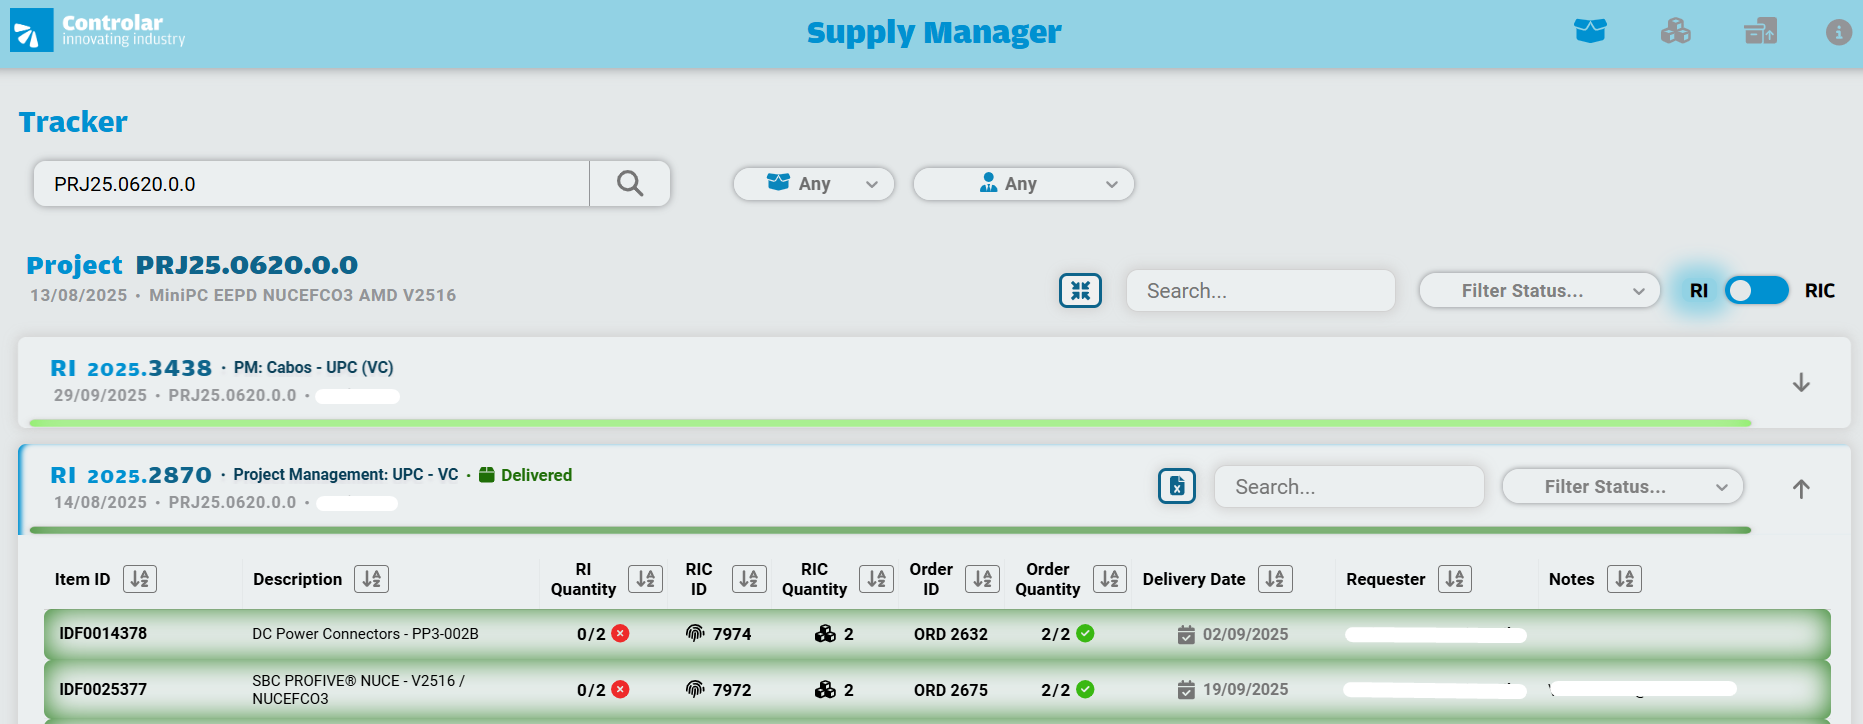 Controlar
innovating industry
Supply Manager
Tracker
PRJ25.0620.0.0
Any
Any
Project PRJ25.0620.0.0
13/08/2025 · MiniPC EEPD NUCEFCO3 AMD V2516
Search...
Filter Status...
RI
RIC
RI 2025.3438 · PM: Cabos - UPC (VC)
29/09/2025 · PRJ25.0620.0.0 ·
RI 2025.2870 · Project Management: UPC - VC · Delivered
14/08/2025 · PRJ25.0620.0.0 ·
Search...
Filter Status...
Item ID
Description
RI Quantity
RIC ID
RIC Quantity
Order ID
Order Quantity
Delivery Date
Requester
Notes
IDF0014378 DC Power Connectors - PP3-002B 0/2 7974 2 ORD 2632 2/2 02/09/2025
IDF0025377 SBC PROFIVE® NUCE - V2516 / NUCEFCO3 0/2 7972 2 ORD 2675 2/2 19/09/2025